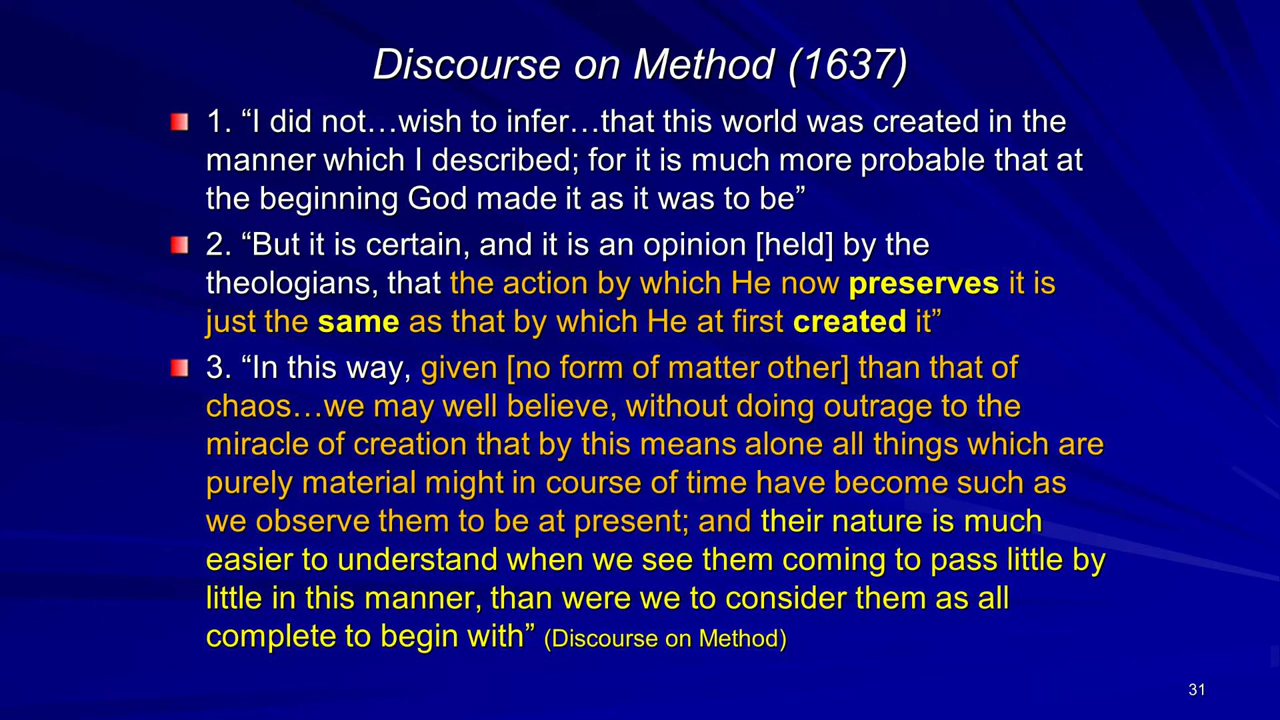 Discourse on Method (1637)
1. “I did not…wish to infer…that this world was created in the
manner which I described; for it is much more probable that at
the beginning God made it as it was to be”
2. “But it is certain, and it is an opinion [held] by the
theologians, that the action by which He now preserves it is
just the same as that by which He at first created it”
3. “In this way, given [no form of matter other] than that of
chaos…we may well believe, without doing outrage to the
miracle of creation that by this means alone all things which are
purely material might in course of time have become such as
we observe them to be at present; and their nature is much
easier to understand when we see them coming to pass little by
little in this manner, than were we to consider them as all
complete to begin with” (Discourse on Method)
31